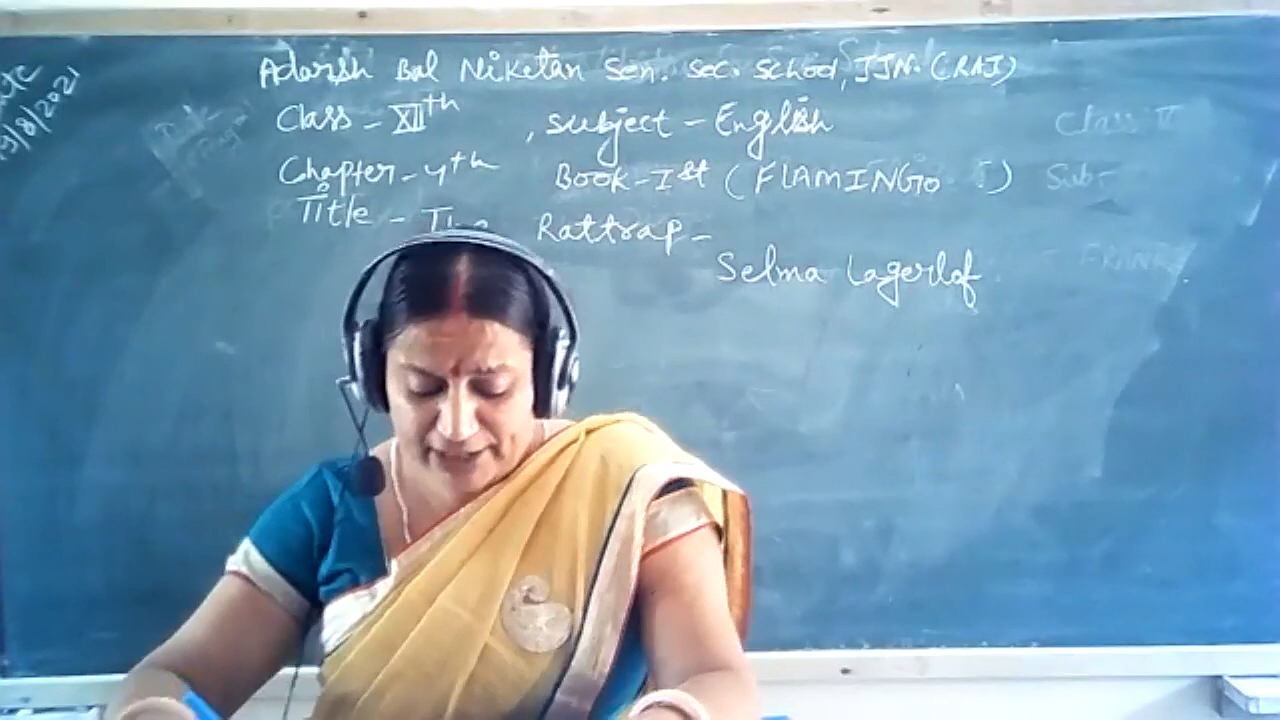 Adarsh Bal Niketan Sen. Sec. School, JJN. (RAJ)
Class - XIIth , Subject - English
Chapter - 4th Book - Ist (FLAMINGO)
Title - The Rattrap -
Selma Lagerlof
/8/2021
Class V
Sub: